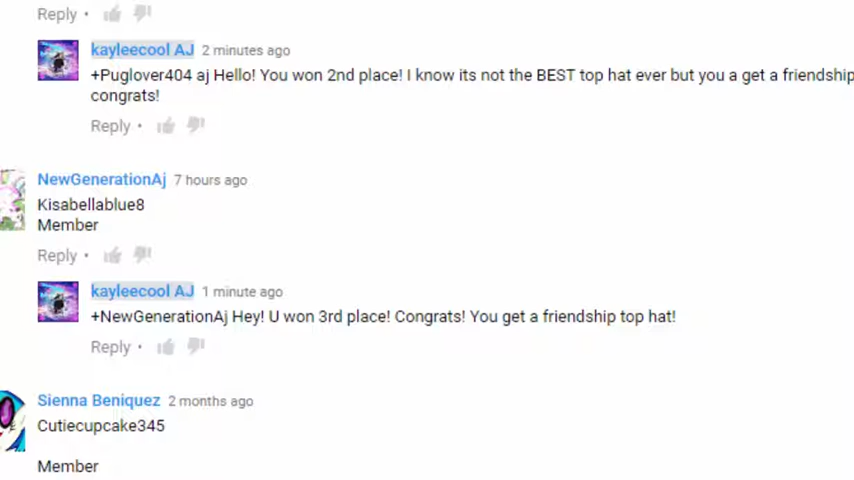 Reply •
kayleecool AJ 2 minutes ago
+Puglover404 aj Hello! You won 2nd place! I know its not the BEST top hat ever but you a get a friendship
congrats!
Reply •
NewGenerationAj 7 hours ago
Kisabellablue8
Member
Reply •
kayleecool AJ 1 minute ago
+NewGenerationAj Hey! U won 3rd place! Congrats! You get a friendship top hat!
Reply •
Sienna Beniquez 2 months ago
Cutiecupcake345
Member